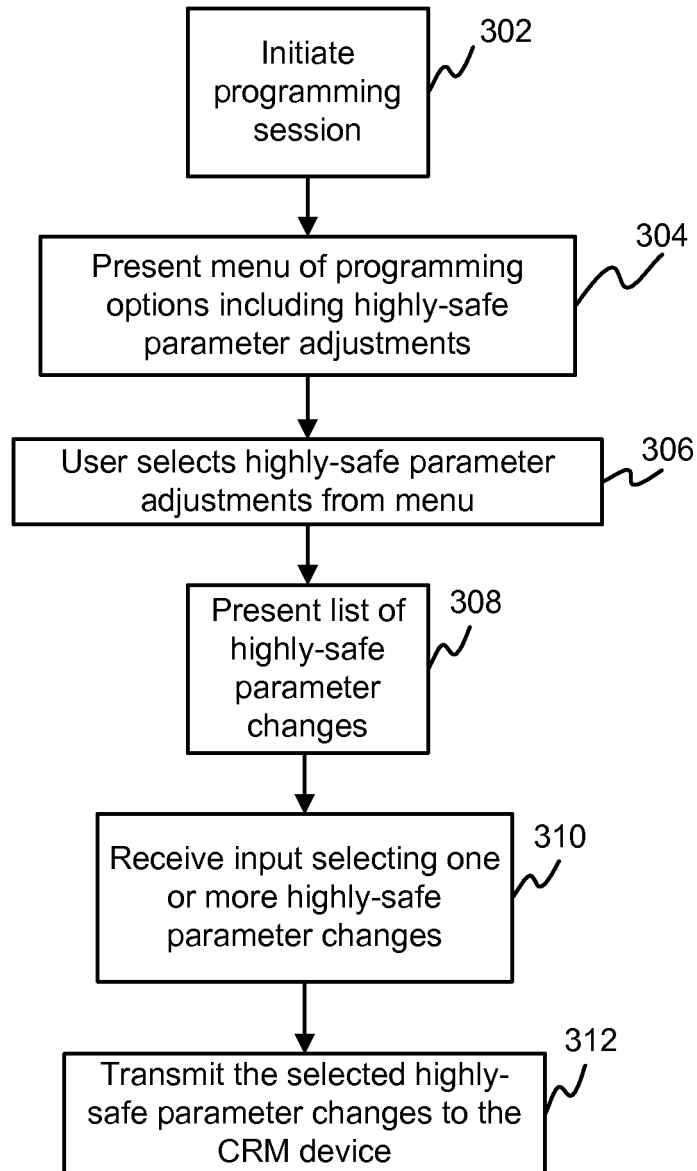 Initiate
programming
session
302
Present menu of programming
options including highly-safe
parameter adjustments
304
User selects highly-safe parameter
adjustments from menu
306
Present list of
highly-safe
parameter
changes
308
Receive input selecting one
or more highly-safe
parameter changes
310
Transmit the selected highly-
safe parameter changes to the
CRM device
312